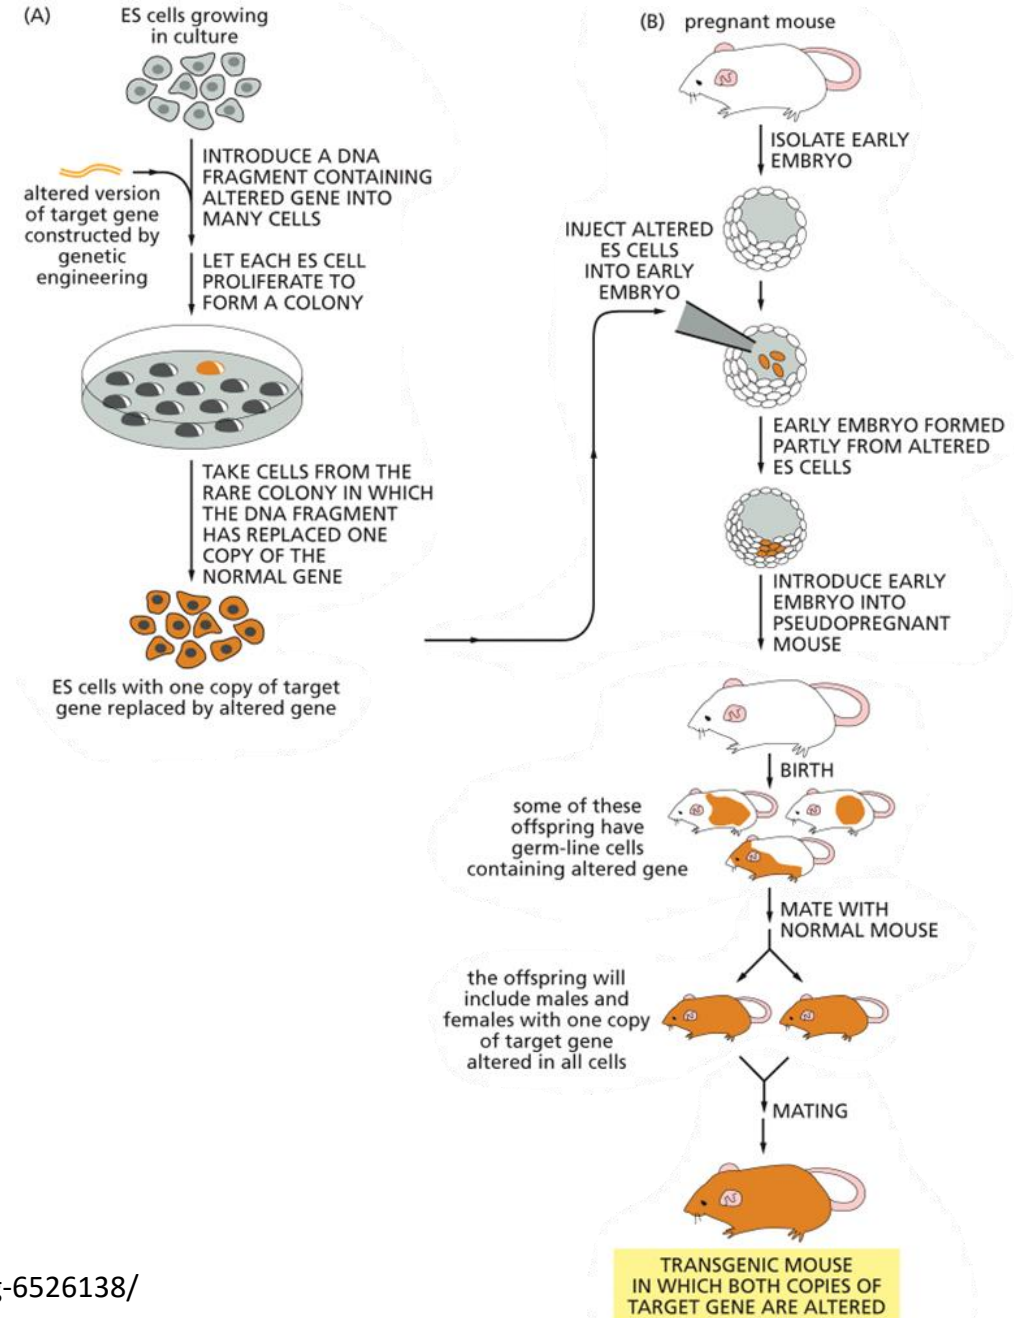 (A)
ES cells growing
in culture
INTRODUCE A DNA
FRAGMENT CONTAINING
ALTERED GENE INTO
MANY CELLS
altered version
of target gene
constructed by
genetic
engineering
LET EACH ES CELL
PROLIFERATE TO
FORM A COLONY
TAKE CELLS FROM THE
RARE COLONY IN WHICH
THE DNA FRAGMENT
HAS REPLACED ONE
COPY OF THE
NORMAL GENE
ES cells with one copy of target
gene replaced by altered gene
(B) pregnant mouse
ISOLATE EARLY
EMBRYO
INJECT ALTERED
ES CELLS
INTO EARLY
EMBRYO
EARLY EMBRYO FORMED
PARTLY FROM ALTERED
ES CELLS
INTRODUCE EARLY
EMBRYO INTO
PSEUDOPREGNANT
MOUSE
BIRTH
some of these
offspring have
germ-line cells
containing altered gene
MATE WITH
NORMAL MOUSE
the offspring will
include males and
females with one copy
of target gene
altered in all cells
MATING
TRANSGENIC MOUSE
IN WHICH BOTH COPIES OF
TARGET GENE ARE ALTERED
g-6526138/